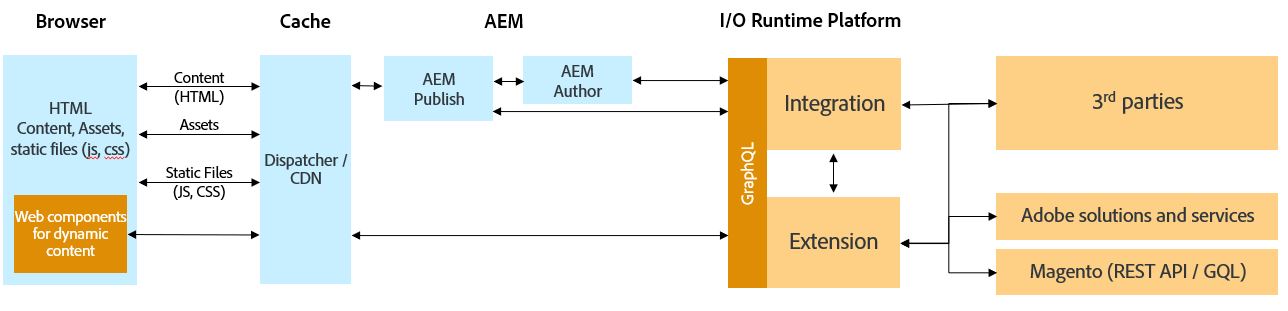 Browser
Cache
AEM
I/O Runtime Platform
HTML
Content, Assets,
static files (js, css)
Web components
for dynamic
content
Content
(HTML)
Assets
Static Files
(JS, CSS)
Dispatcher /
CDN
AEM
Publish
AEM
Author
GraphQL
Integration
Extension
3rd parties
Adobe solutions and services
Magento (REST API / GQL)